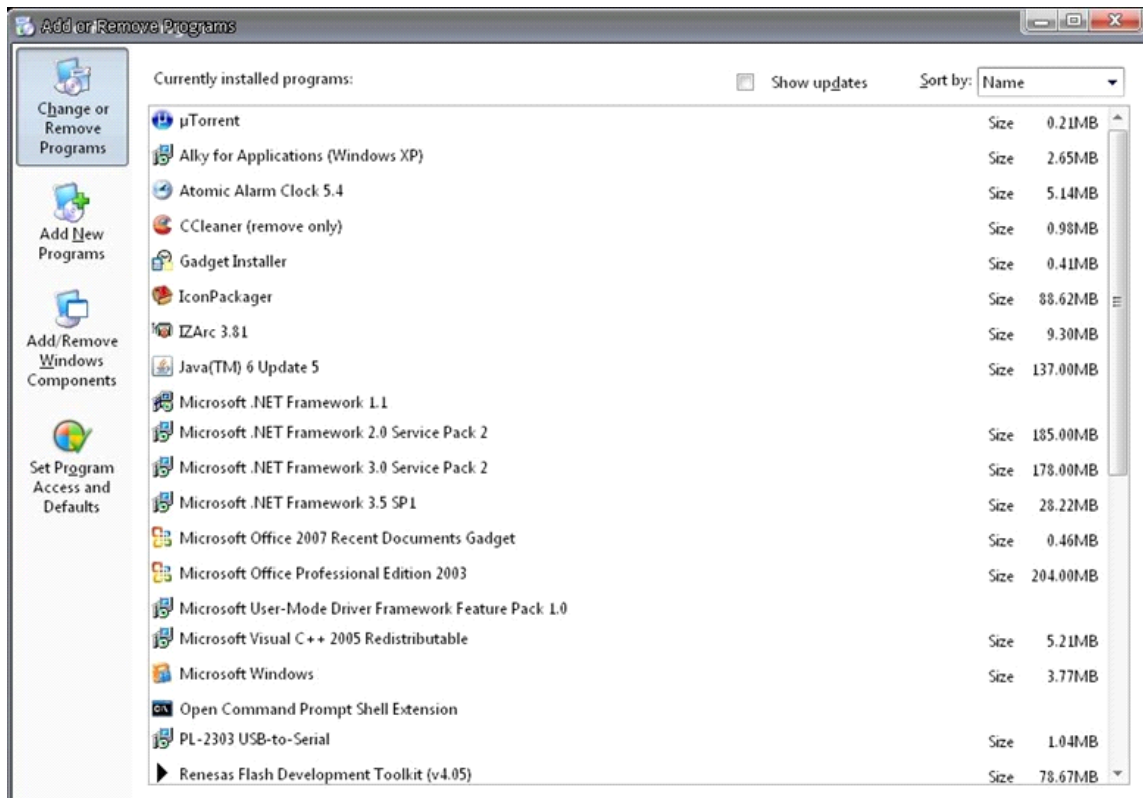 Add or Remove Programs
Change or
Remove
Programs
Add New
Programs
Add/Remove
Windows
Components
Set Program
Access and
Defaults
Currently installed programs:
Show updates
Sort by: Name
µTorrent Size 0.21MB
Alky for Applications (Windows XP) Size 2.65MB
Atomic Alarm Clock 5.4 Size 5.14MB
CCleaner (remove only) Size 0.98MB
Gadget Installer Size 0.41MB
IconPackager Size 88.62MB
IZArc 3.81 Size 9.30MB
Java(TM) 6 Update 5 Size 137.00MB
Microsoft .NET Framework 1.1
Microsoft .NET Framework 2.0 Service Pack 2 Size 185.00MB
Microsoft .NET Framework 3.0 Service Pack 2 Size 178.00MB
Microsoft .NET Framework 3.5 SP1 Size 28.22MB
Microsoft Office 2007 Recent Documents Gadget Size 0.46MB
Microsoft Office Professional Edition 2003 Size 204.00MB
Microsoft User-Mode Driver Framework Feature Pack 1.0
Microsoft Visual C++ 2005 Redistributable Size 5.21MB
Microsoft Windows Size 3.77MB
Open Command Prompt Shell Extension
PL-2303 USB-to-Serial Size 1.04MB
Renesas Flash Development Toolkit (v4.05) Size 78.67MB